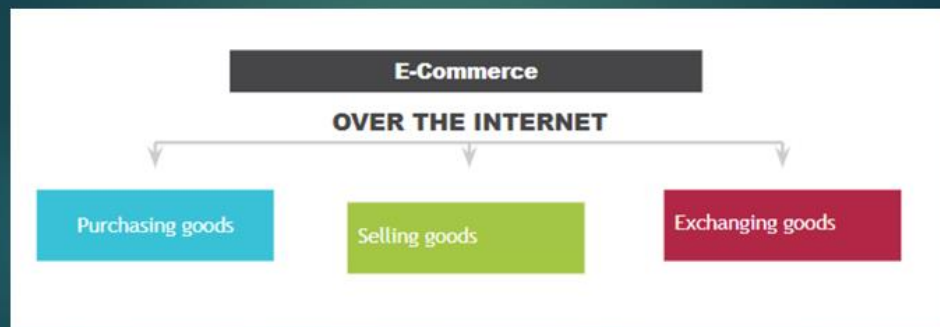 E-Commerce
OVER THE INTERNET
Purchasing goods
Selling goods
Exchanging goods